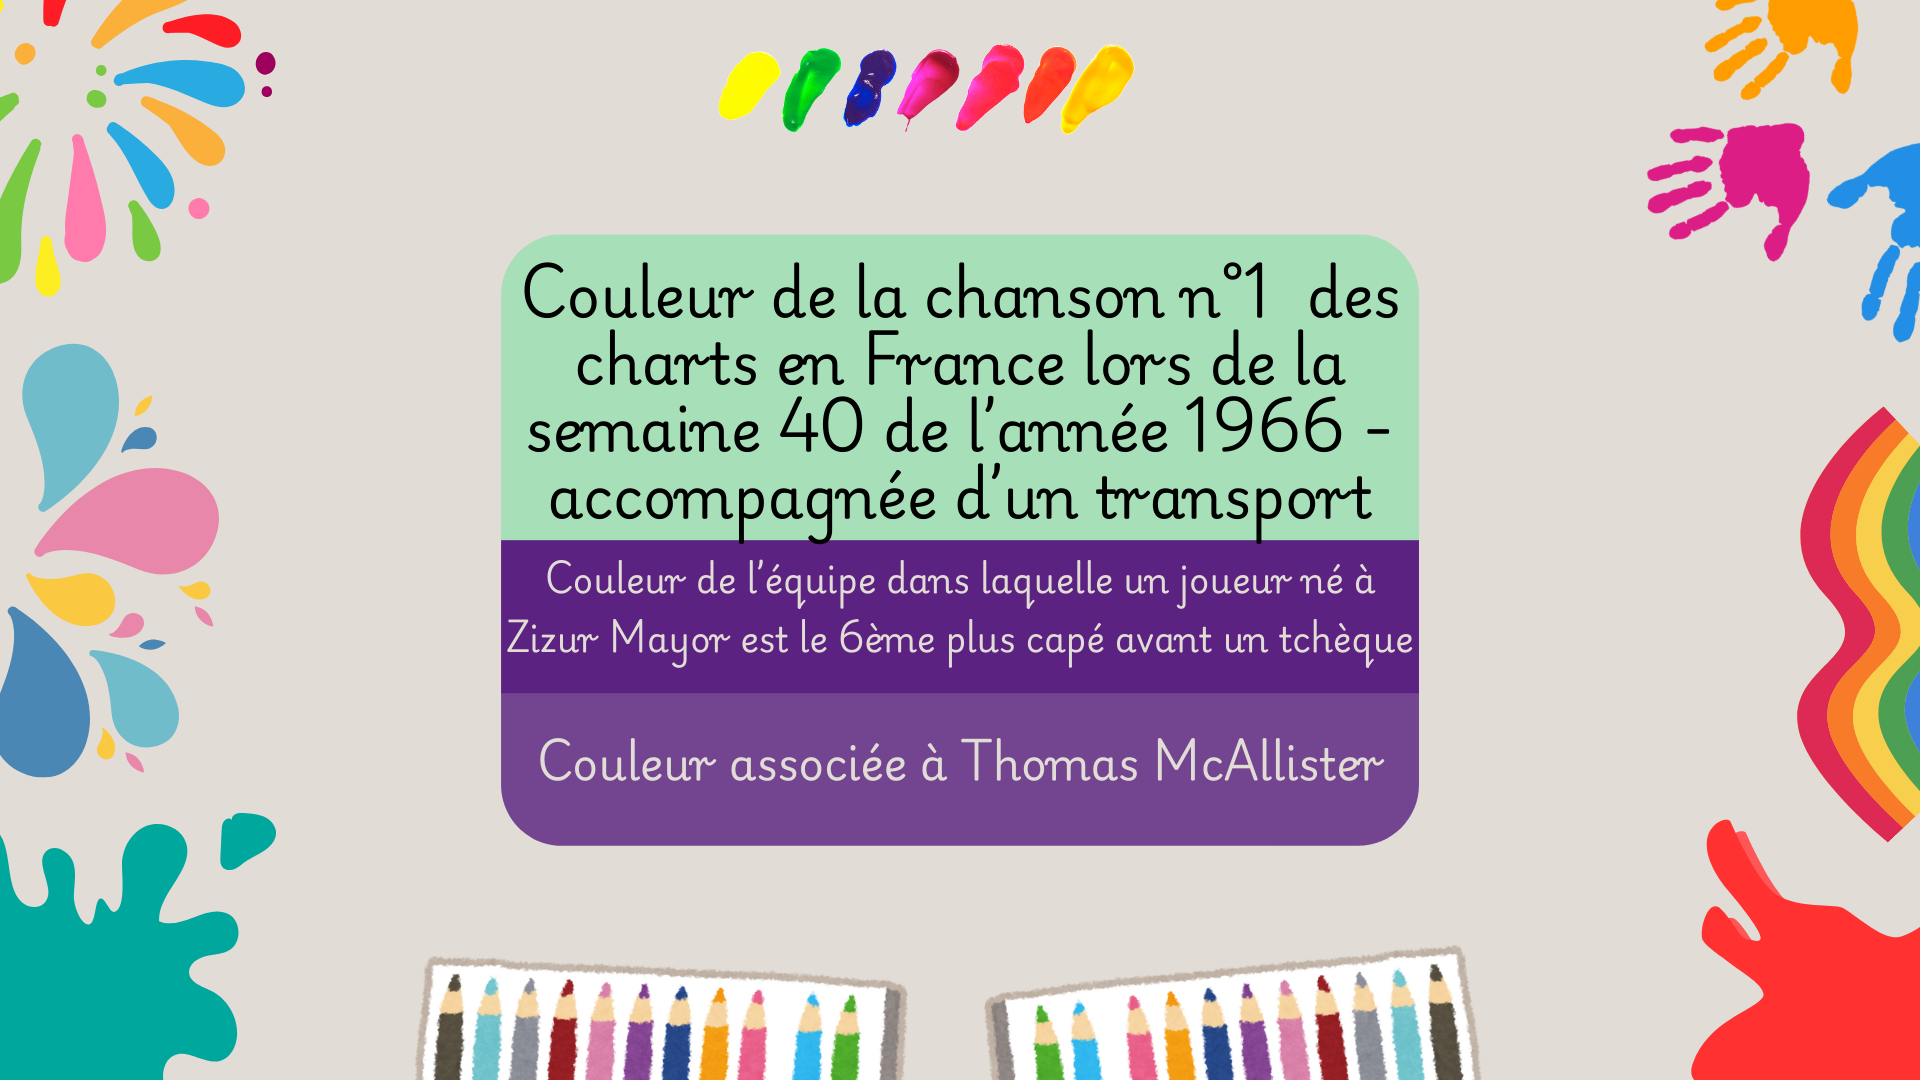 Couleur de la chanson n°1 des
charts en France lors de la
semaine 40 de l'année 1966 -
accompagnée d'un transport
Couleur de l'équipe dans laquelle un joueur né à
Zizur Mayor est le 6ème plus capé avant un tchèque
Couleur associée à Thomas McAllister